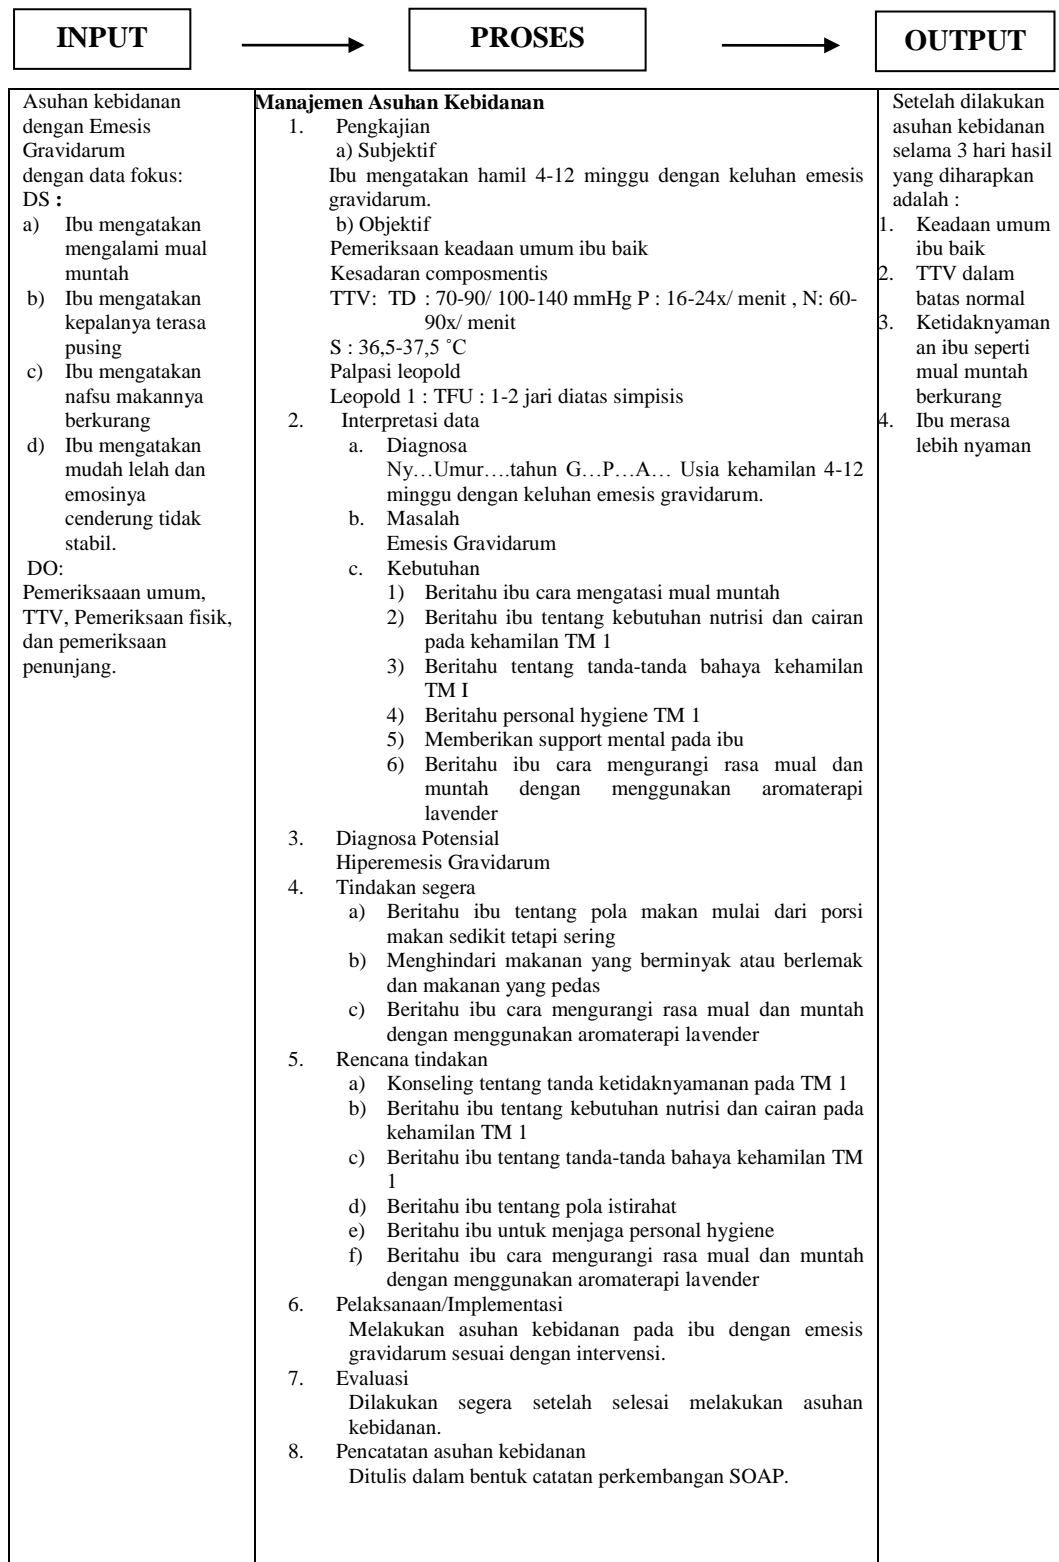 INPUT
PROSES
OUTPUT
Asuhan kebidanan
dengan Emesis
Gravidarum
dengan data fokus:
DS :
a) Ibu mengatakan
mengalami mual
muntah
b) Ibu mengatakan
kepalanya terasa
pusing
c) Ibu mengatakan
nafsu makannya
berkurang
d) Ibu mengatakan
mudah lelah dan
emosinya
cenderung tidak
stabil.
DO:
Pemeriksaaan umum,
TTV, Pemeriksaan fisik,
dan pemeriksaan
penunjang.
Manajemen Asuhan Kebidanan
1. Pengkajian
a) Subjektif
Ibu mengatakan hamil 4-12 minggu dengan keluhan emesis
gravidarum.
b) Objektif
Pemeriksaan keadaan umum ibu baik
Kesadaran composmentis
TTV: TD : 70-90/ 100-140 mmHg P : 16-24x/ menit , N: 60-
90x/ menit
S : 36,5-37,5 ˚C
Palpasi leopold
Leopold 1 : TFU : 1-2 jari diatas simpisis
2. Interpretasi data
a. Diagnosa
Ny…Umur….tahun G…P…A… Usia kehamilan 4-12
minggu dengan keluhan emesis gravidarum.
b. Masalah
Emesis Gravidarum
c. Kebutuhan
1) Beritahu ibu cara mengatasi mual muntah
2) Beritahu ibu tentang kebutuhan nutrisi dan cairan
pada kehamilan TM 1
3) Beritahu tentang tanda-tanda bahaya kehamilan
TM I
4) Beritahu personal hygiene TM 1
5) Memberikan support mental pada ibu
6) Beritahu ibu cara mengurangi rasa mual dan
muntah dengan menggunakan aromaterapi
lavender
3. Diagnosa Potensial
Hiperemesis Gravidarum
4. Tindakan segera
a) Beritahu ibu tentang pola makan mulai dari porsi
makan sedikit tetapi sering
b) Menghindari makanan yang berminyak atau berlemak
dan makanan yang pedas
c) Beritahu ibu cara mengurangi rasa mual dan muntah
dengan menggunakan aromaterapi lavender
5. Rencana tindakan
a) Konseling tentang tanda ketidaknyamanan pada TM 1
b) Beritahu ibu tentang kebutuhan nutrisi dan cairan pada
kehamilan TM 1
c) Beritahu ibu tentang tanda-tanda bahaya kehamilan TM
1
d) Beritahu ibu tentang pola istirahat
e) Beritahu ibu untuk menjaga personal hygiene
f) Beritahu ibu cara mengurangi rasa mual dan muntah
dengan menggunakan aromaterapi lavender
6. Pelaksanaan/Implementasi
Melakukan asuhan kebidanan pada ibu dengan emesis
gravidarum sesuai dengan intervensi.
7. Evaluasi
Dilakukan segera setelah selesai melakukan asuhan
kebidanan.
8. Pencatatan asuhan kebidanan
Ditulis dalam bentuk catatan perkembangan SOAP.
Setelah dilakukan
asuhan kebidanan
selama 3 hari hasil
yang diharapkan
adalah :
1. Keadaan umum
ibu baik
2. TTV dalam
batas normal
3. Ketidaknyaman
an ibu seperti
mual muntah
berkurang
4. Ibu merasa
lebih nyaman